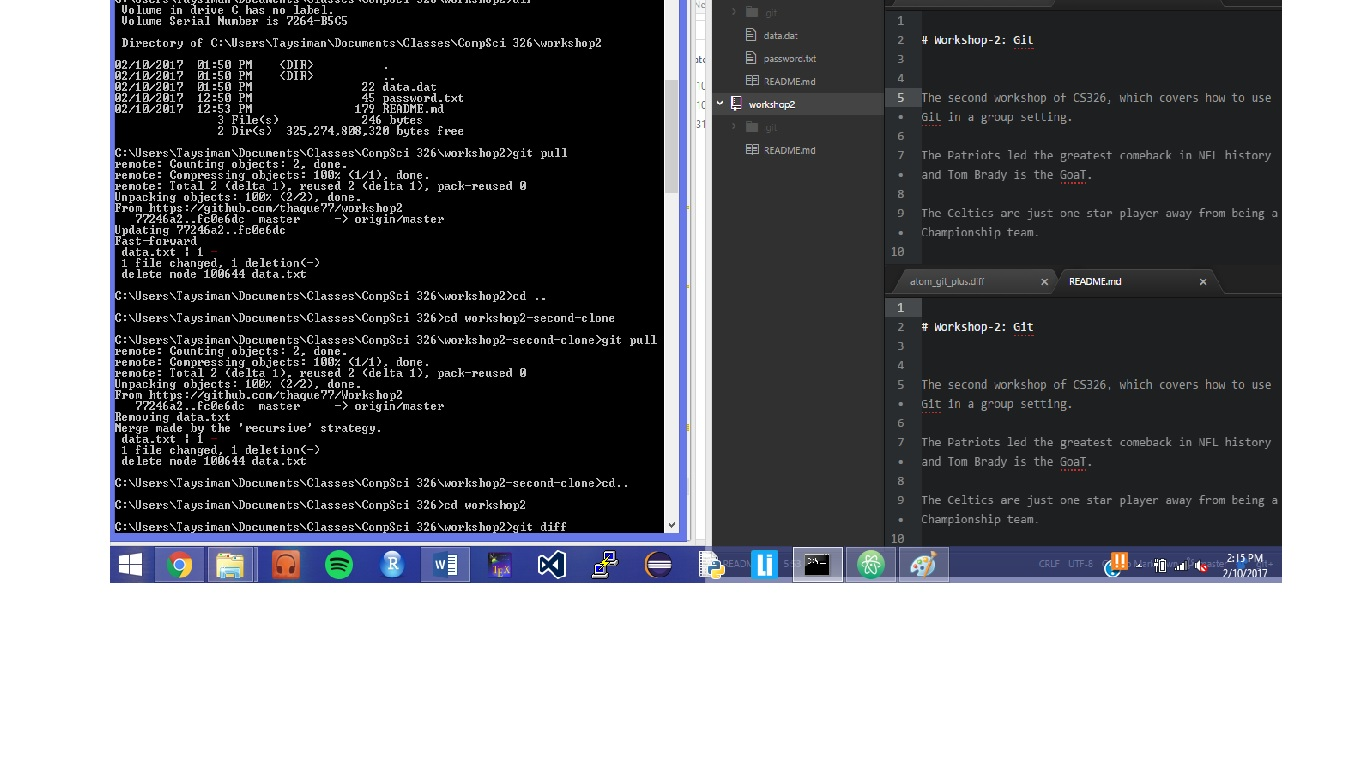 Volume in drive C has no label.
Volume Serial Number is 7264-B5C5
Directory of C:\Users\Taysiman\Documents\Classes\CompSci 326\workshop2
02/10/2017  01:50 PM    <DIR>          .
02/10/2017  01:50 PM    <DIR>          ..
02/10/2017  01:50 PM                22 data.dat
02/10/2017  12:50 PM                45 password.txt
02/10/2017  12:53 PM               179 README.md
3 File(s)            246 bytes
2 Dir(s)  325,274,808,320 bytes free
C:\Users\Taysiman\Documents\Classes\CompSci 326\workshop2>git pull
remote: Counting objects: 2, done.
remote: Compressing objects: 100% (1/1), done.
remote: Total 2 (delta 1), reused 2 (delta 1), pack-reused 0
Unpacking objects: 100% (2/2), done.
From https://github.com/thaque77/workshop2
77246a2..fc0e6dc  master     -> origin/master
Updating 77246a2..fc0e6dc
Fast-forward
data.txt | 1 -
1 file changed, 1 deletion(-)
delete mode 100644 data.txt
C:\Users\Taysiman\Documents\Classes\CompSci 326\workshop2>cd ..
C:\Users\Taysiman\Documents\Classes\CompSci 326>cd workshop2-second-clone
C:\Users\Taysiman\Documents\Classes\CompSci 326\workshop2-second-clone>git pull
remote: Counting objects: 2, done.
remote: Compressing objects: 100% (1/1), done.
remote: Total 2 (delta 1), reused 2 (delta 1), pack-reused 0
Unpacking objects: 100% (2/2), done.
From https://github.com/thaque77/Workshop2
77246a2..fc0e6dc  master     -> origin/master
Removing data.txt
Merge made by the 'recursive' strategy.
data.txt | 1 -
1 file changed, 1 deletion(-)
delete mode 100644 data.txt
C:\Users\Taysiman\Documents\Classes\CompSci 326\workshop2-second-clone>cd..
C:\Users\Taysiman\Documents\Classes\CompSci 326>cd workshop2
C:\Users\Taysiman\Documents\Classes\CompSci 326\workshop2>git diff
.git
data.dat
password.txt
README.md
workshop2
.git
README.md
1
2 # Workshop-2: Git
3
4
5 The second workshop of CS326, which covers how to use
• Git in a group setting.
6
7 The Patriots led the greatest comeback in NFL history
• and Tom Brady is the GoaT.
8
9 The Celtics are just one star player away from being a
• Championship team.
10
atom_git_plus.diff × README.md ×
1
2 # Workshop-2: Git
3
4
5 The second workshop of CS326, which covers how to use
• Git in a group setting.
6
7 The Patriots led the greatest comeback in NFL history
• and Tom Brady is the GoaT.
8
9 The Celtics are just one star player away from being a
• Championship team.
10
CRLF UTF-8
2:15 PM
2/10/2017